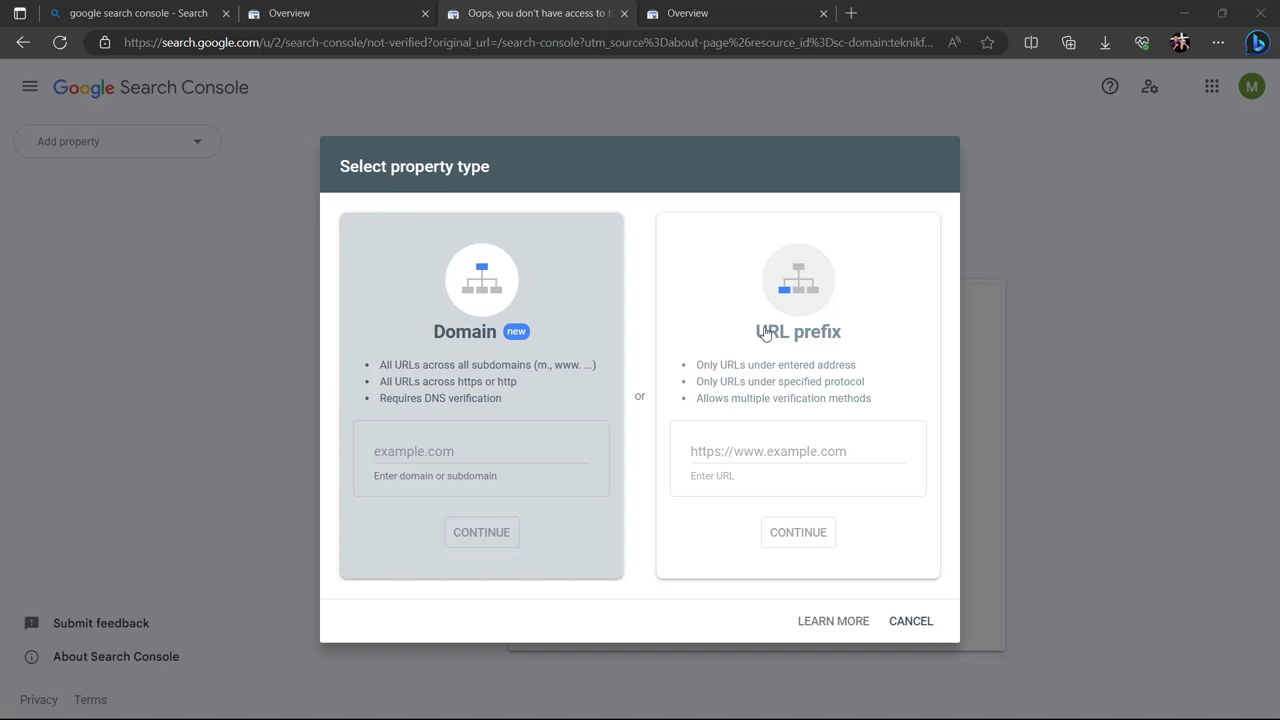 google search console - Search
Overview
Oops, you don't have access to t
Overview
https://search.google.com/u/2/search-console/not-verified?original_url=/search-console?utm_source%3Dabout-page%26resource_id%3Dsc-domain:teknikf...
Google Search Console
M
Add property
Select property type
Domain new
All URLs across all subdomains (m., www. ...)
All URLs across https or http
Requires DNS verification
example.com
Enter domain or subdomain
CONTINUE
or
URL prefix
Only URLs under entered address
Only URLs under specified protocol
Allows multiple verification methods
https://www.example.com
Enter URL
CONTINUE
LEARN MORE CANCEL
Submit feedback
About Search Console
Privacy Terms